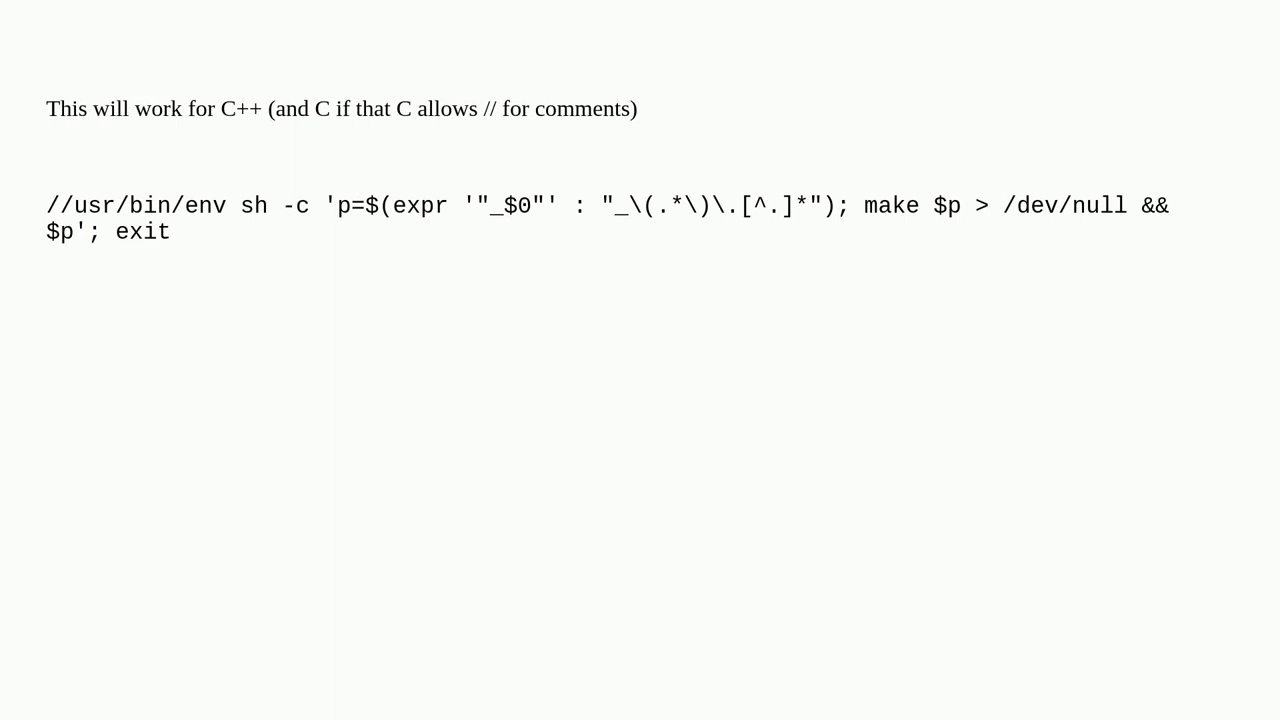 This will work for C++ (and C if that C allows // for comments)
//usr/bin/env sh -c 'p=$(expr '"_$0"' : "_\(.*\)\.[^.]*"); make $p > /dev/null &&
$p'; exit